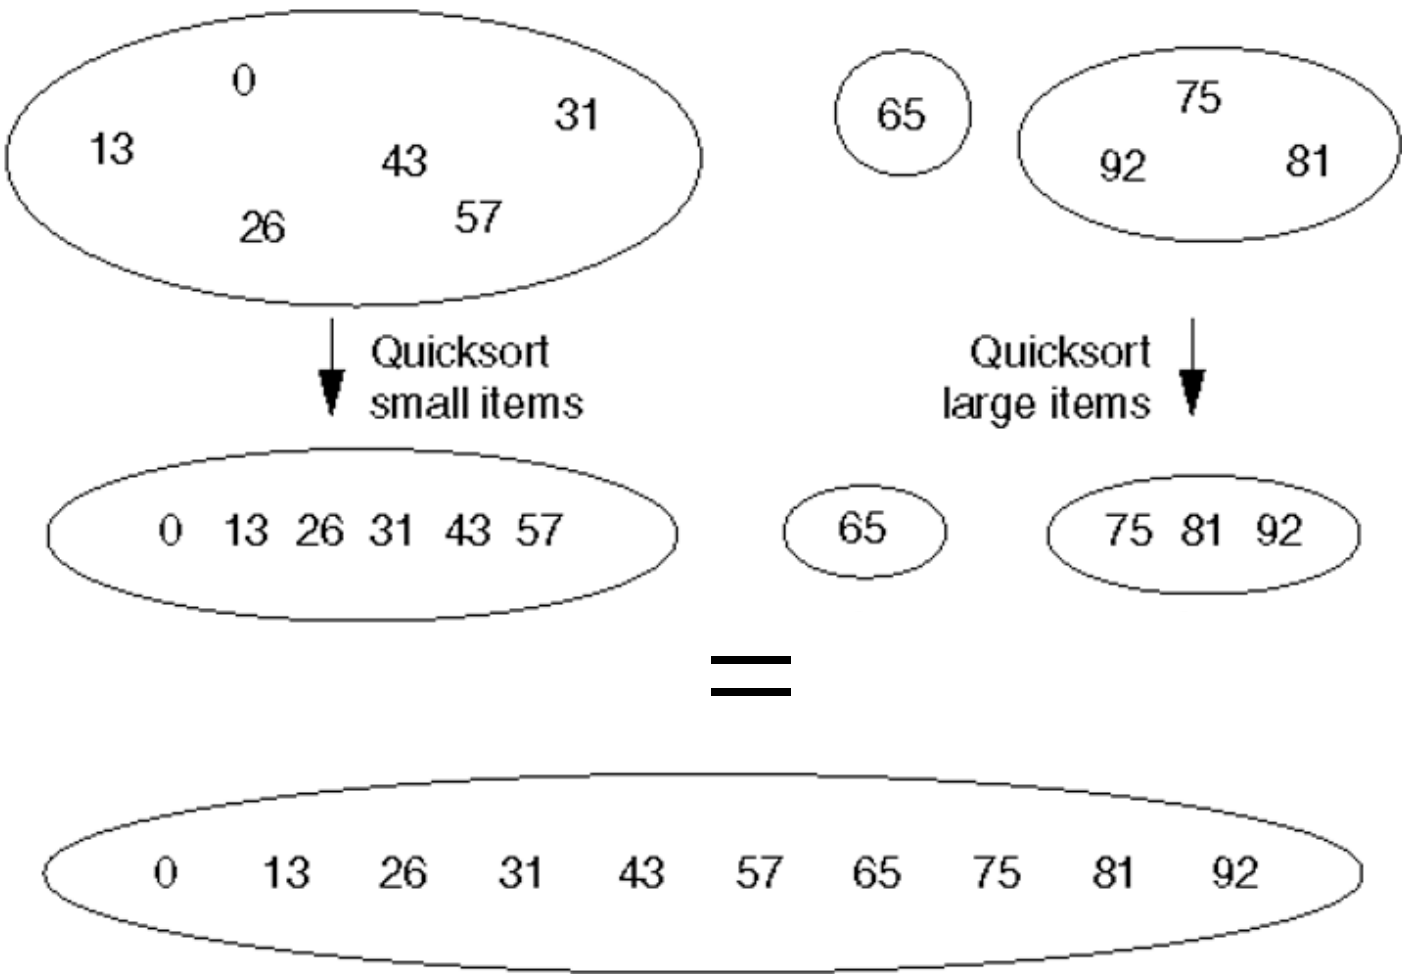 0
31
13
43
26
57
65
75
92
81
Quicksort
small items
Quicksort
large items
0 13 26 31 43 57
65
75 81 92
=
0 13 26 31 43 57 65 75 81 92